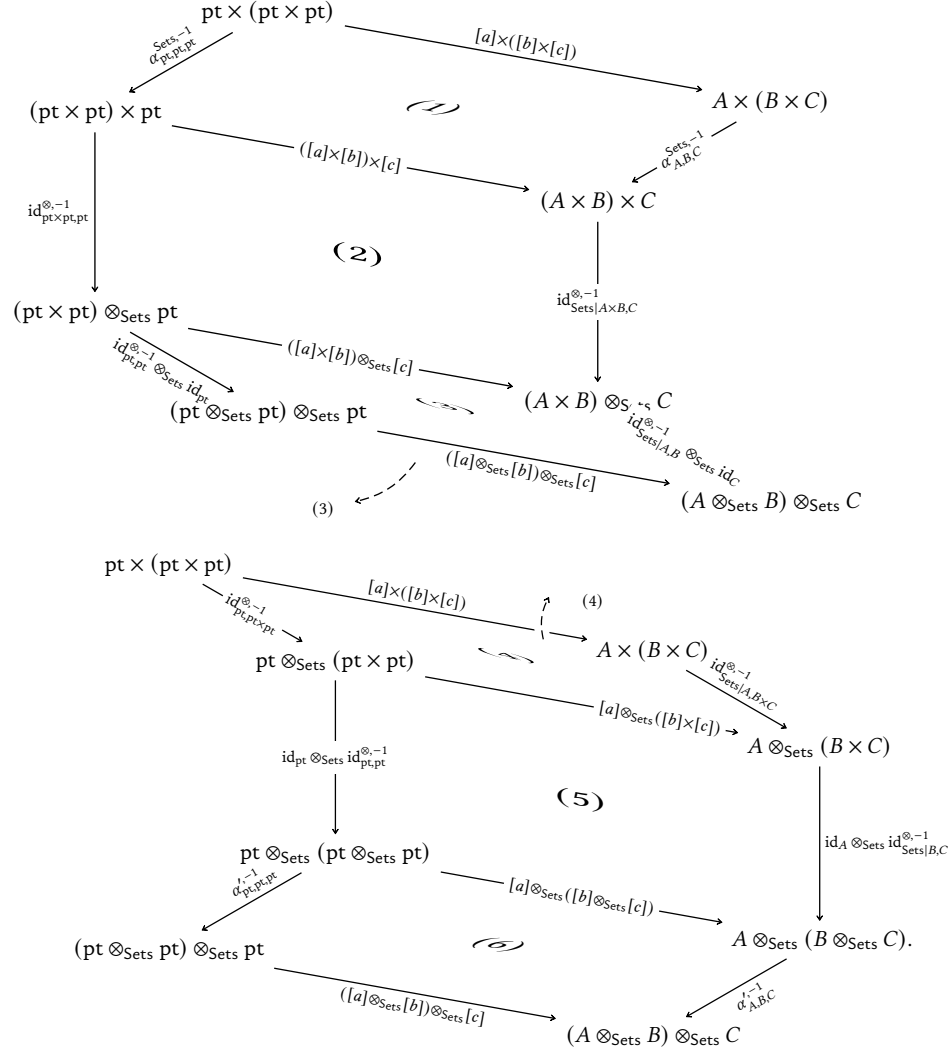 pt × (pt × pt)
α^{Sets,-1}_{pt,pt,pt}
[a]×([b]×[c])
(pt × pt) × pt
(1)
A × (B × C)
([a]×[b])×[c]
α^{Sets,-1}_{A,B,C}
(A × B) × C
id^{⊗,-1}_{pt×pt,pt}
(2)
id^{⊗,-1}_{Sets|A×B,C}
(pt × pt) ⊗_{Sets} pt
([a]×[b])⊗_{Sets}[c]
id^{⊗,-1}_{pt,pt} ⊗_{Sets} id_{pt}
(pt ⊗_{Sets} pt) ⊗_{Sets} pt
(A × B) ⊗_{Sets} C
id^{⊗,-1}_{Sets|A,B} ⊗_{Sets} id_C
([a]⊗_{Sets}[b])⊗_{Sets}[c]
(3)
(A ⊗_{Sets} B) ⊗_{Sets} C
pt × (pt × pt)
[a]×([b]×[c])
(4)
id^{⊗,-1}_{pt,pt×pt}
A × (B × C)
pt ⊗_{Sets} (pt × pt)
id^{⊗,-1}_{Sets|A,B×C}
[a]⊗_{Sets}([b]×[c])
A ⊗_{Sets} (B × C)
id_{pt} ⊗_{Sets} id^{⊗,-1}_{pt,pt}
(5)
id_A ⊗_{Sets} id^{⊗,-1}_{Sets|B,C}
pt ⊗_{Sets} (pt ⊗_{Sets} pt)
α^{′,-1}_{pt,pt,pt}
[a]⊗_{Sets}([b]⊗_{Sets}[c])
(pt ⊗_{Sets} pt) ⊗_{Sets} pt
(6)
A ⊗_{Sets} (B ⊗_{Sets} C).
([a]⊗_{Sets}[b])⊗_{Sets}[c]
α^{′,-1}_{A,B,C}
(A ⊗_{Sets} B) ⊗_{Sets} C